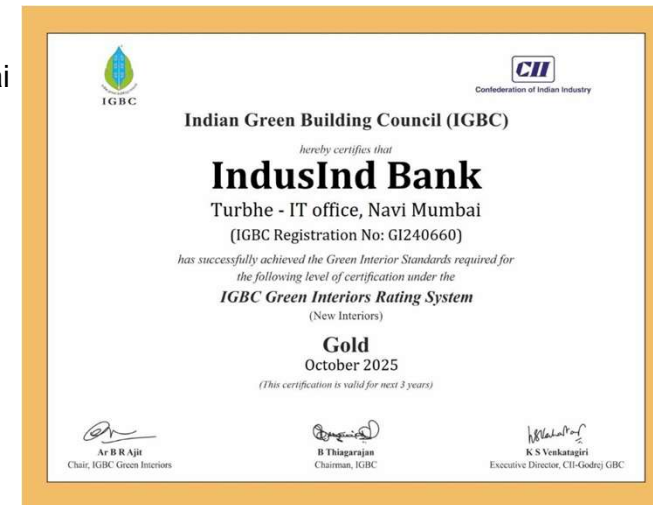 ai
IGBC
CII
Confederation of Indian Industry
Indian Green Building Council (IGBC)
hereby certifies that
IndusInd Bank
Turbhe - IT office, Navi Mumbai
(IGBC Registration No: GI240660)
has successfully achieved the Green Interior Standards required for
the following level of certification under the
IGBC Green Interiors Rating System
(New Interiors)
Gold
October 2025
(This certification is valid for next 3 years)
Ar B R Ajit
Chair, IGBC Green Interiors
B Thiagarajan
Chairman, IGBC
K S Venkatagiri
Executive Director, CII-Godrej GBC